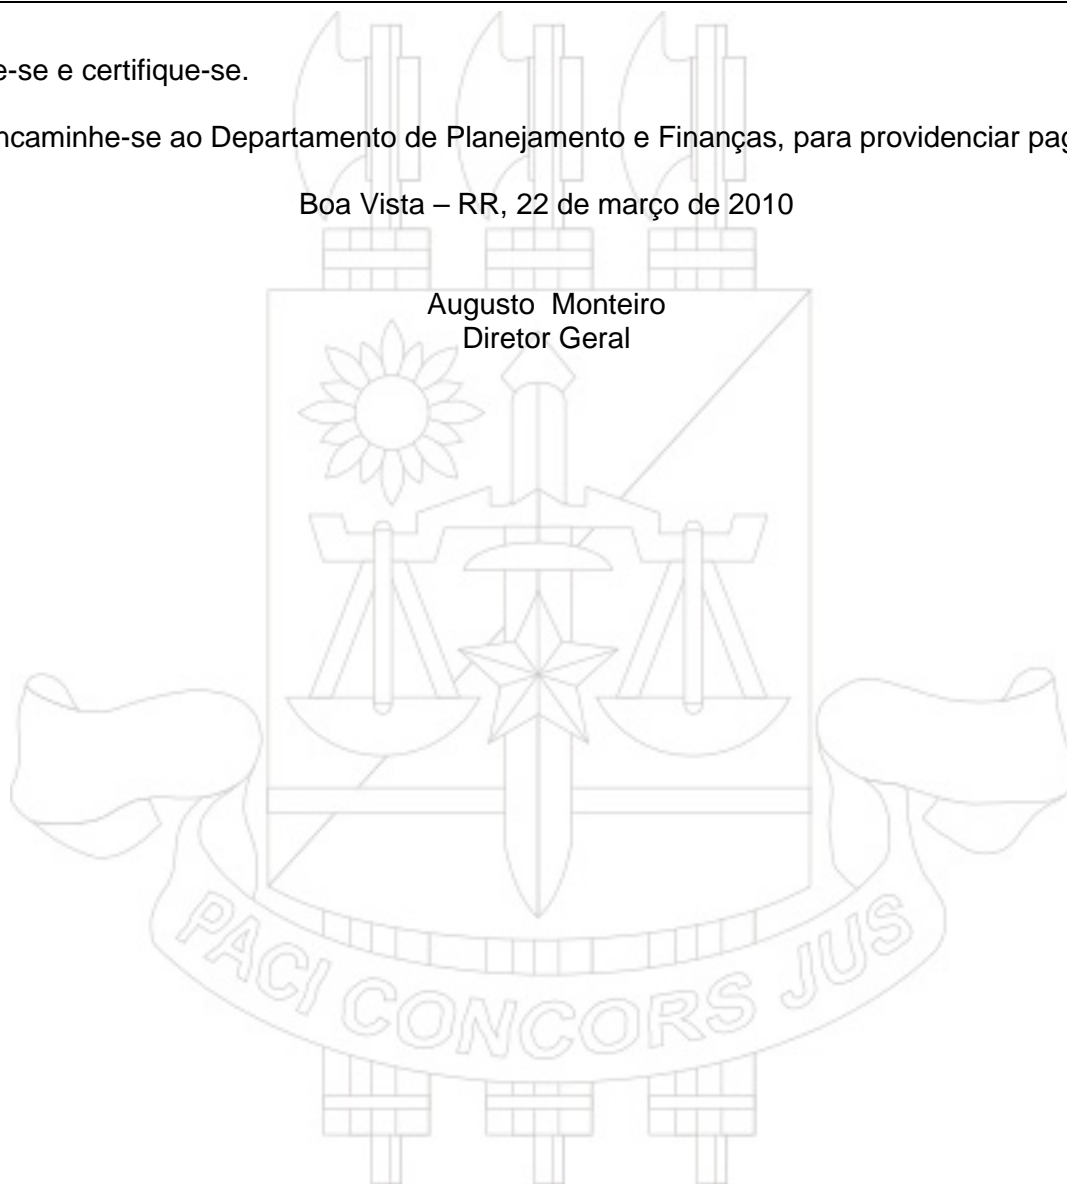 e-se e certifique-se.
ncaminhe-se ao Departamento de Planejamento e Finanças, para providenciar pag
Boa Vista – RR, 22 de março de 2010
Augusto  Monteiro
Diretor Geral
PACI CONCORS JUS